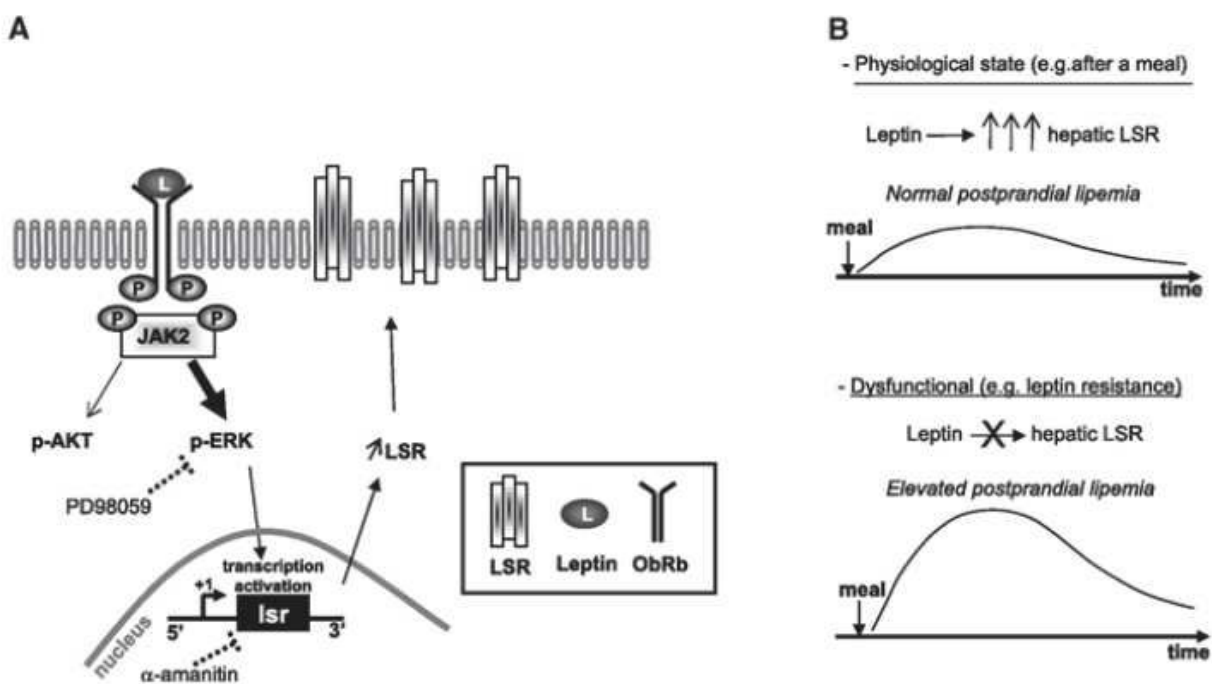 A
L
P P
P P
JAK2
p-AKT
p-ERK
PD98059
↗LSR
transcription
activation
+1
lsr
5'
3'
nucleus
α-amanitin
L
LSR
Leptin
ObRb
B
- Physiological state (e.g.after a meal)
Leptin → ↑↑↑ hepatic LSR
Normal postprandial lipemia
meal
time
- Dysfunctional (e.g. leptin resistance)
Leptin X→ hepatic LSR
Elevated postprandial lipemia
meal
time